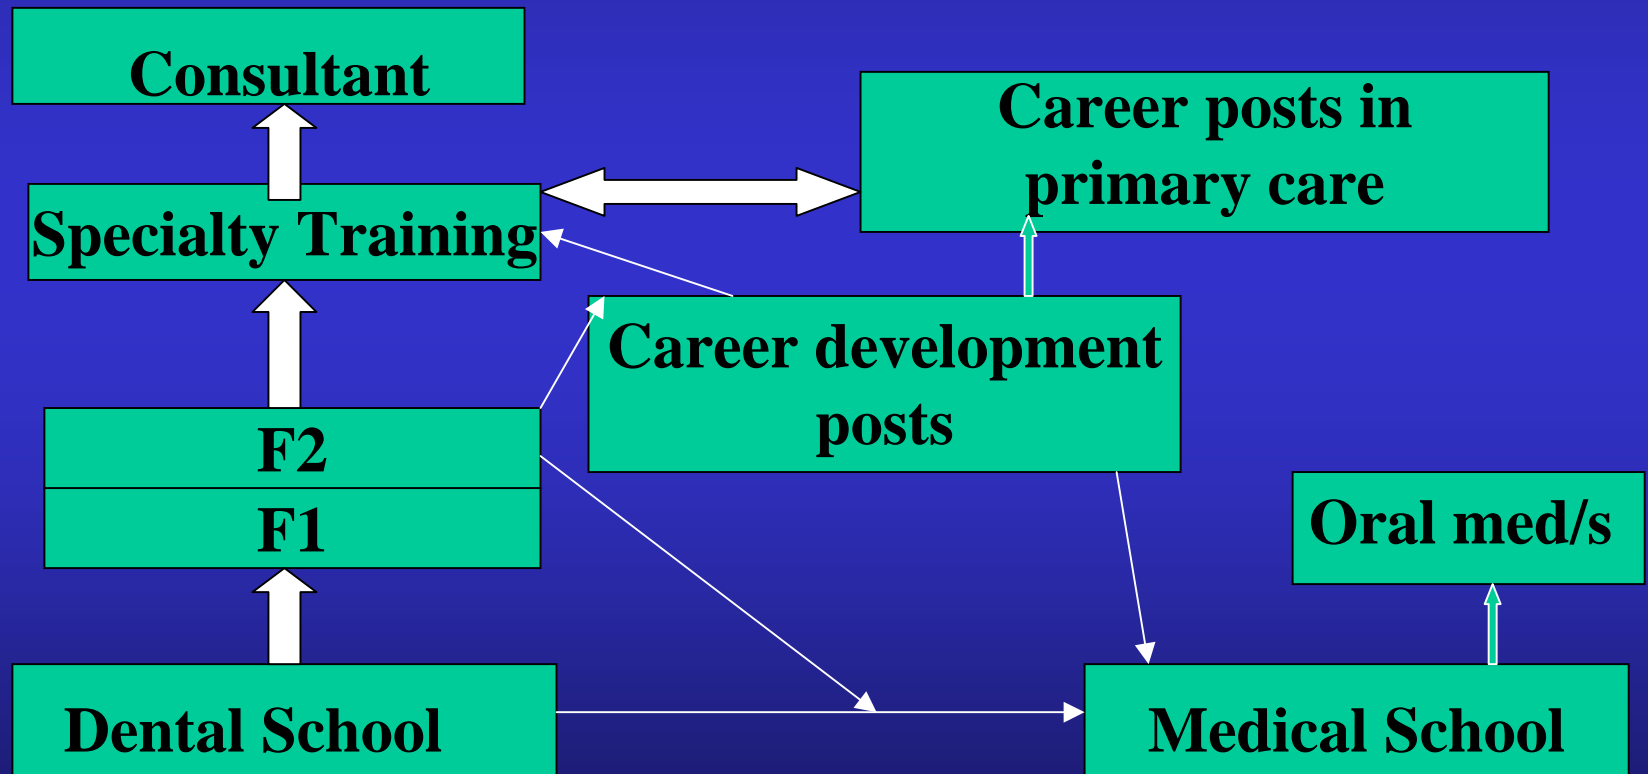 Consultant
Career posts in
primary care
Specialty Training
Career development
posts
F2
F1
Oral med/s
Dental School
Medical School